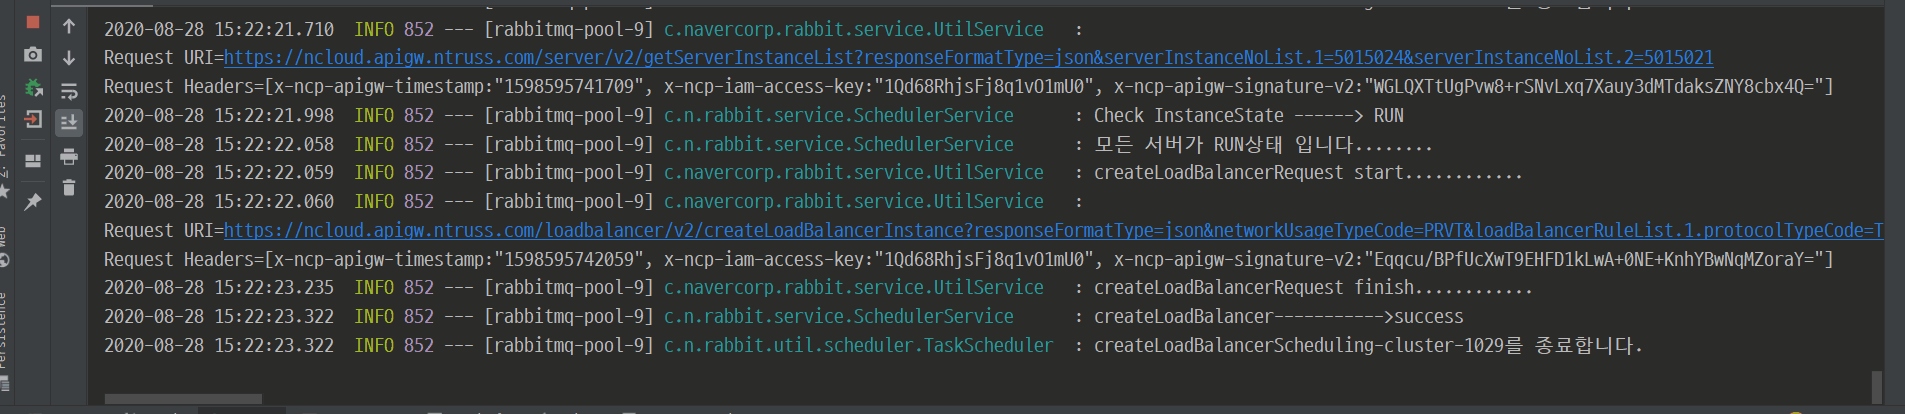 2020-08-28 15:22:21.710  INFO 852 --- [rabbitmq-pool-9] c.navercorp.rabbit.service.UtilService   :
Request URI=https://ncloud.apigw.ntruss.com/server/v2/getServerInstanceList?responseFormatType=json&serverInstanceNoList.1=5015024&serverInstanceNoList.2=5015021
Request Headers=[x-ncp-apigw-timestamp:"1598595741709", x-ncp-iam-access-key:"1Qd68RhjsFj8q1vO1mU0", x-ncp-apigw-signature-v2:"WGLQXTtUgPvw8+rSNvLxq7Xauy3dMTdaksZNY8cbx4Q="]
2020-08-28 15:22:21.998  INFO 852 --- [rabbitmq-pool-9] c.n.rabbit.service.SchedulerService      : Check InstanceState ------> RUN
2020-08-28 15:22:22.058  INFO 852 --- [rabbitmq-pool-9] c.n.rabbit.service.SchedulerService      : 모든 서버가 RUN상태 입니다........
2020-08-28 15:22:22.059  INFO 852 --- [rabbitmq-pool-9] c.navercorp.rabbit.service.UtilService   : createLoadBalancerRequest start............
2020-08-28 15:22:22.060  INFO 852 --- [rabbitmq-pool-9] c.navercorp.rabbit.service.UtilService   :
Request URI=https://ncloud.apigw.ntruss.com/loadbalancer/v2/createLoadBalancerInstance?responseFormatType=json&networkUsageTypeCode=PRVT&loadBalancerRuleList.1.protocolTypeCode=T
Request Headers=[x-ncp-apigw-timestamp:"1598595742059", x-ncp-iam-access-key:"1Qd68RhjsFj8q1vO1mU0", x-ncp-apigw-signature-v2:"Eqqcu/BPfUcXwT9EHFD1kLwA+0NE+KnhYBwNqMZoraY="]
2020-08-28 15:22:23.235  INFO 852 --- [rabbitmq-pool-9] c.navercorp.rabbit.service.UtilService   : createLoadBalancerRequest finish............
2020-08-28 15:22:23.322  INFO 852 --- [rabbitmq-pool-9] c.n.rabbit.service.SchedulerService      : createLoadBalancer----------->success
2020-08-28 15:22:23.322  INFO 852 --- [rabbitmq-pool-9] c.n.rabbit.util.scheduler.TaskScheduler  : createLoadBalancerScheduling-cluster-1029를 종료합니다.
2: Favorites
Web
Persistence